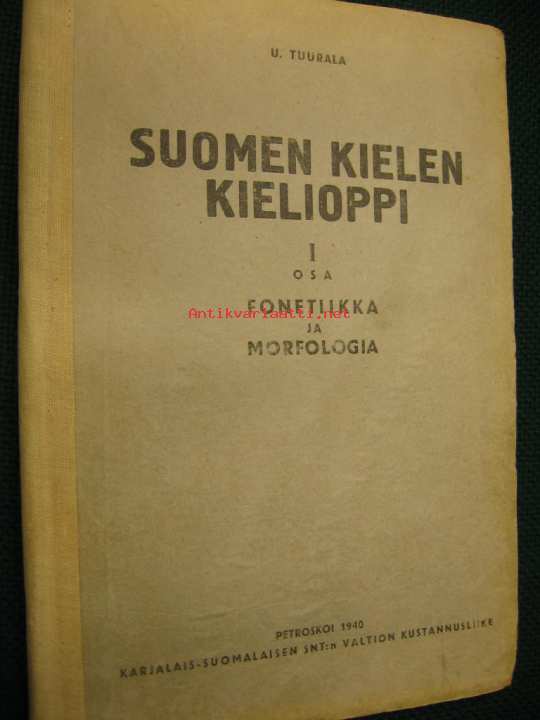 U. TUURALA
SUOMEN KIELEN
KIELIOPPI
I
OSA
FONETIIKKA
Antikvariaatti.net
JA
MORFOLOGIA
PETROSKOI 1940
KARJALAIS-SUOMALAISEN SNT:n VALTION KUSTANNUSLIIKE